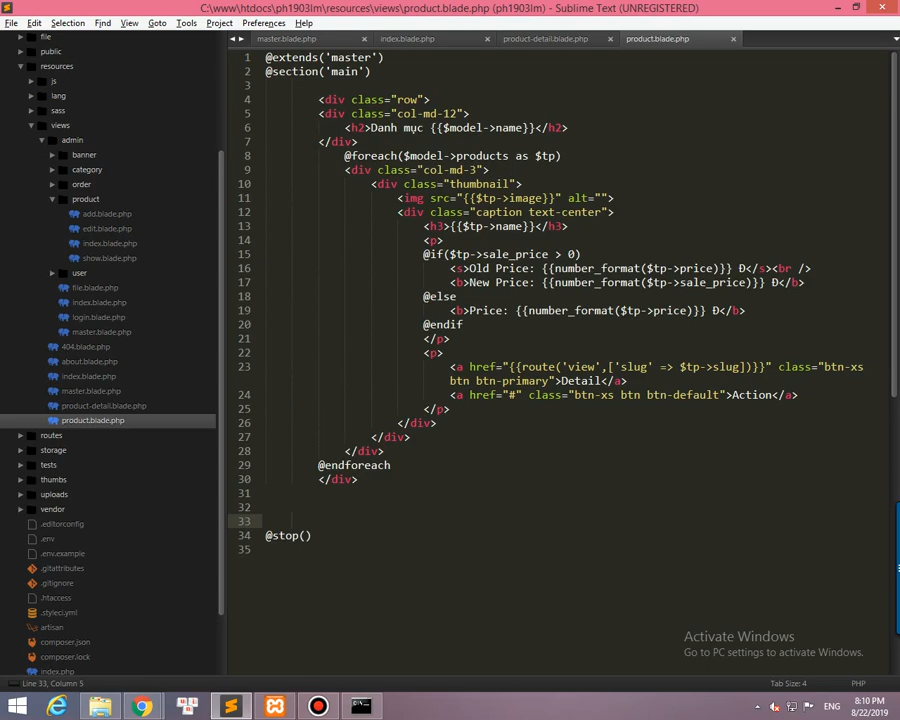 C:\www\htdocs\ph1903lm\resources\views\product.blade.php (ph1903lm) - Sublime Text (UNREGISTERED)
File Edit Selection Find View Goto Tools Project Preferences Help
master.blade.php index.blade.php product-detail.blade.php product.blade.php
file
public
resources
js
lang
sass
views
admin
banner
category
order
product
add.blade.php
edit.blade.php
index.blade.php
show.blade.php
user
file.blade.php
index.blade.php
login.blade.php
master.blade.php
404.blade.php
about.blade.php
index.blade.php
master.blade.php
product-detail.blade.php
product.blade.php
routes
storage
tests
thumbs
uploads
vendor
.editorconfig
.env
.env.example
.gitattributes
.gitignore
.htaccess
.styleci.yml
artisan
composer.json
composer.lock
index.php
1 @extends('master')
2 @section('main')
3
4 <div class="row">
5 <div class="col-md-12">
6 <h2>Danh mục {{$model->name}}</h2>
7 </div>
8 @foreach($model->products as $tp)
9 <div class="col-md-3">
10 <div class="thumbnail">
11 <img src="{{$tp->image}}" alt="">
12 <div class="caption text-center">
13 <h3>{{$tp->name}}</h3>
14 <p>
15 @if($tp->sale_price > 0)
16 <s>Old Price: {{number_format($tp->price)}} Đ</s><br />
17 <b>New Price: {{number_format($tp->sale_price)}} Đ</b>
18 @else
19 <b>Price: {{number_format($tp->price)}} Đ</b>
20 @endif
21 </p>
22 <p>
23 <a href="{{route('view',['slug' => $tp->slug])}}" class="btn-xs
btn btn-primary">Detail</a>
24 <a href="#" class="btn-xs btn btn-default">Action</a>
25 </p>
26 </div>
27 </div>
28 </div>
29 @endforeach
30 </div>
31
32
33
34 @stop()
35
Activate Windows
Go to PC settings to activate Windows.
Line 33, Column 5 Tab Size: 4 PHP
ENG
8:10 PM
8/22/2019